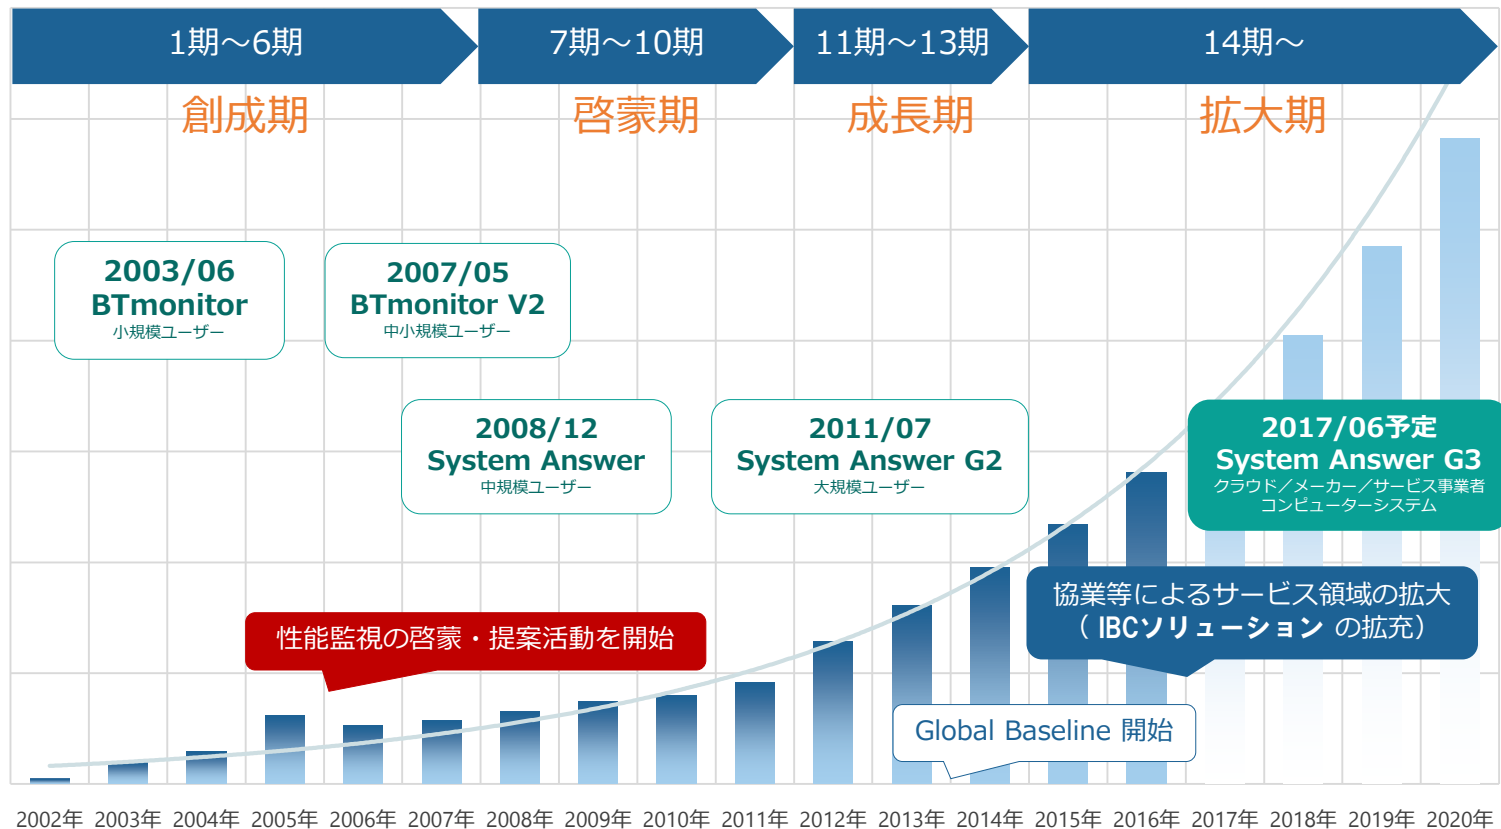 1期～6期
7期～10期
11期～13期
14期～
創成期
啓蒙期
成長期
拡大期
2003/06
BTmonitor
小規模ユーザー
2007/05
BTmonitor V2
中小規模ユーザー
2008/12
System Answer
中規模ユーザー
2011/07
System Answer G2
大規模ユーザー
2017/06予定
System Answer G3
クラウド／メーカー／サービス事業者
コンピューターシステム
性能監視の啓蒙・提案活動を開始
協業等によるサービス領域の拡大
（ IBCソリューション の拡充）
Global Baseline 開始
2002年 2003年 2004年 2005年 2006年 2007年 2008年 2009年 2010年 2011年 2012年 2013年 2014年 2015年 2016年 2017年 2018年 2019年 2020年